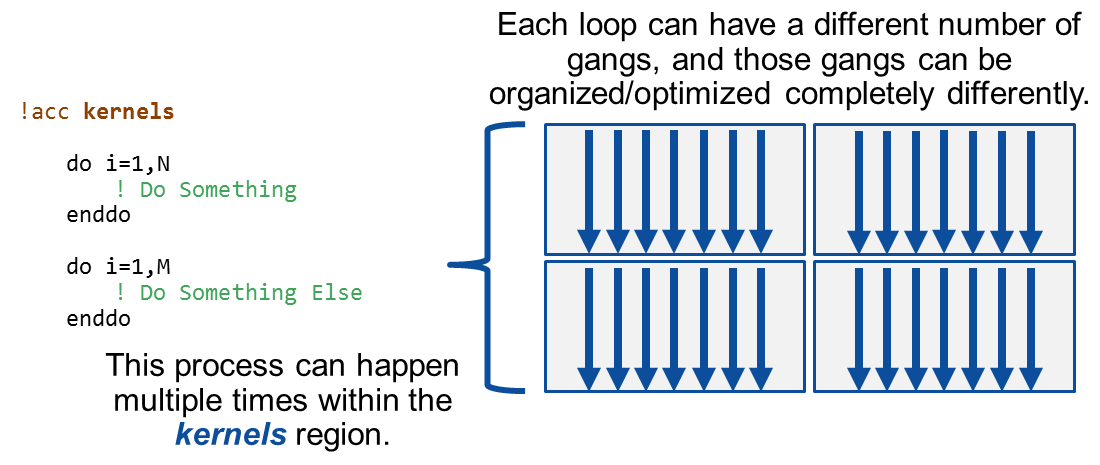 Each loop can have a different number of
gangs, and those gangs can be
organized/optimized completely differently.
!acc kernels
do i=1,N
! Do Something
enddo
do i=1,M
! Do Something Else
enddo
This process can happen
multiple times within the
kernels region.